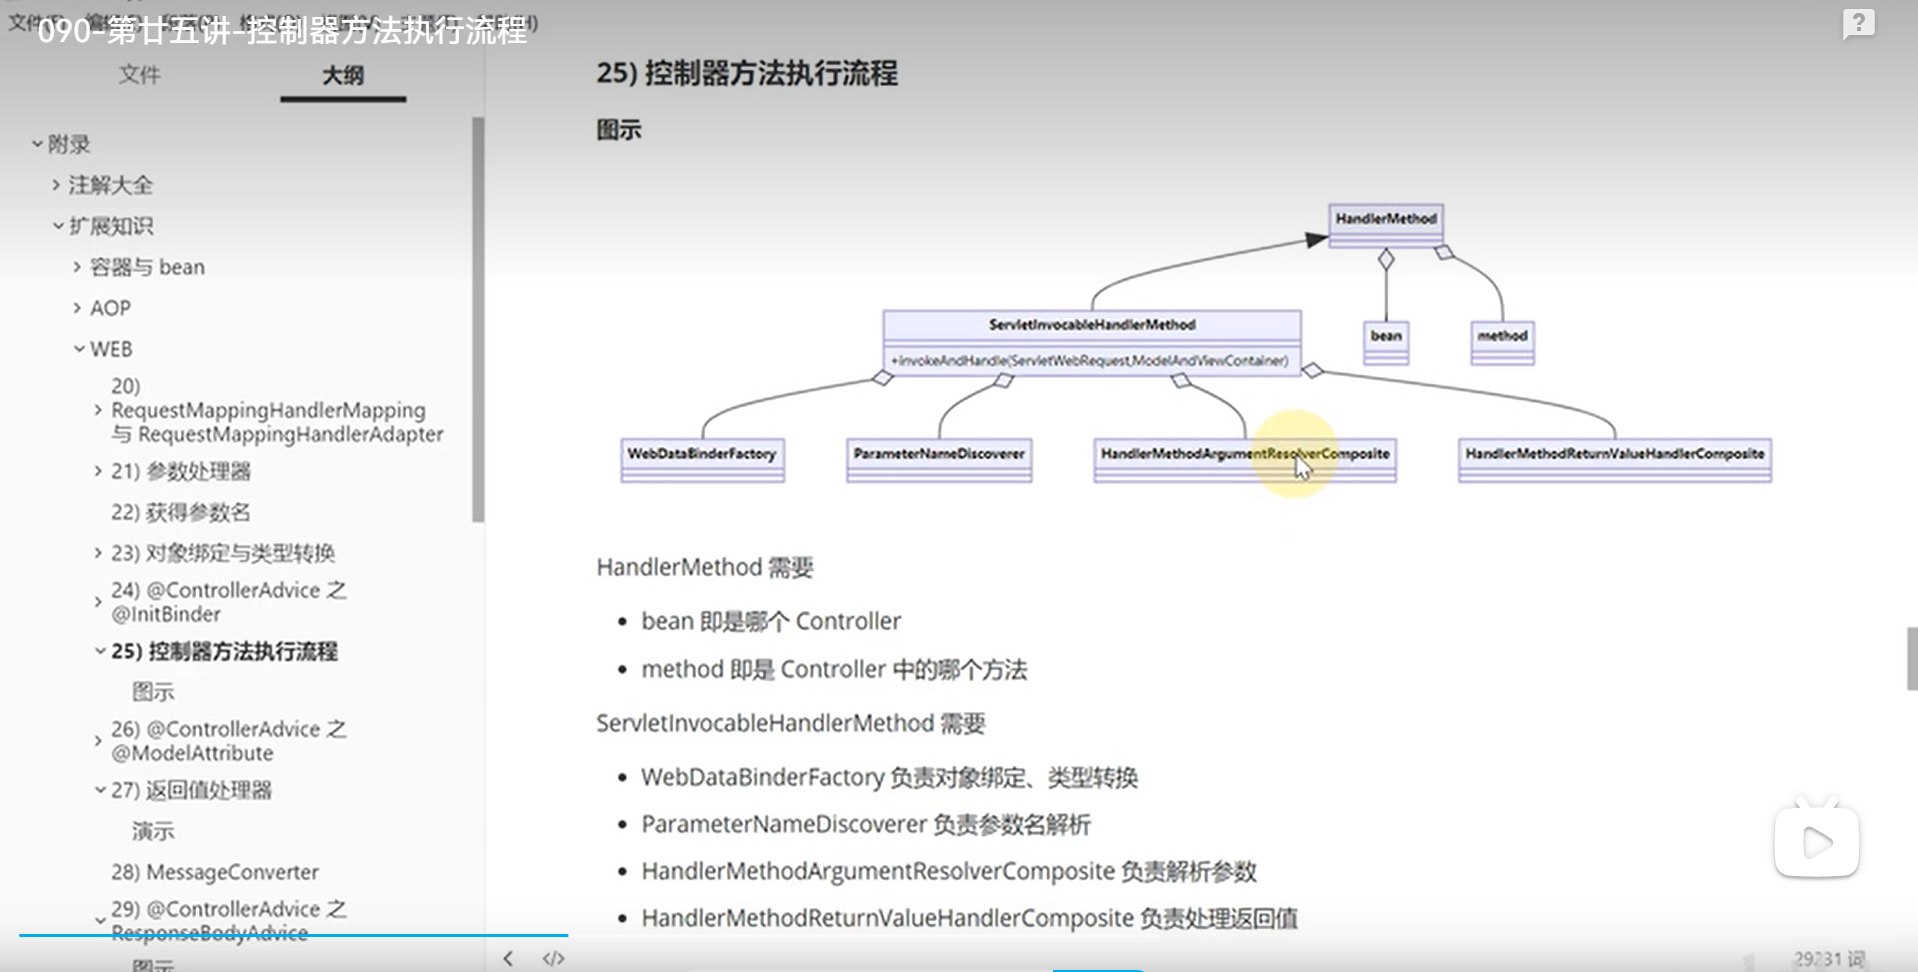 090-第廿五讲-控制器方法执行流程
文件
大纲
附录
注解大全
扩展知识
容器与 bean
AOP
WEB
20)
RequestMappingHandlerMapping
与 RequestMappingHandlerAdapter
21) 参数处理器
22) 获得参数名
23) 对象绑定与类型转换
24) @ControllerAdvice 之
@InitBinder
25) 控制器方法执行流程
图示
26) @ControllerAdvice 之
@ModelAttribute
27) 返回值处理器
演示
28) MessageConverter
29) @ControllerAdvice 之
ResponseBodyAdvice
图示
25) 控制器方法执行流程
图示
HandlerMethod
ServletInvocableHandlerMethod
+invokeAndHandle(ServletWebRequest,ModelAndViewContainer)
bean
method
WebDataBinderFactory
ParameterNameDiscoverer
HandlerMethodArgumentResolverComposite
HandlerMethodReturnValueHandlerComposite
HandlerMethod 需要
• bean 即是哪个 Controller
• method 即是 Controller 中的哪个方法
ServletInvocableHandlerMethod 需要
• WebDataBinderFactory 负责对象绑定、类型转换
• ParameterNameDiscoverer 负责参数名解析
• HandlerMethodArgumentResolverComposite 负责解析参数
• HandlerMethodReturnValueHandlerComposite 负责处理返回值
29231 词